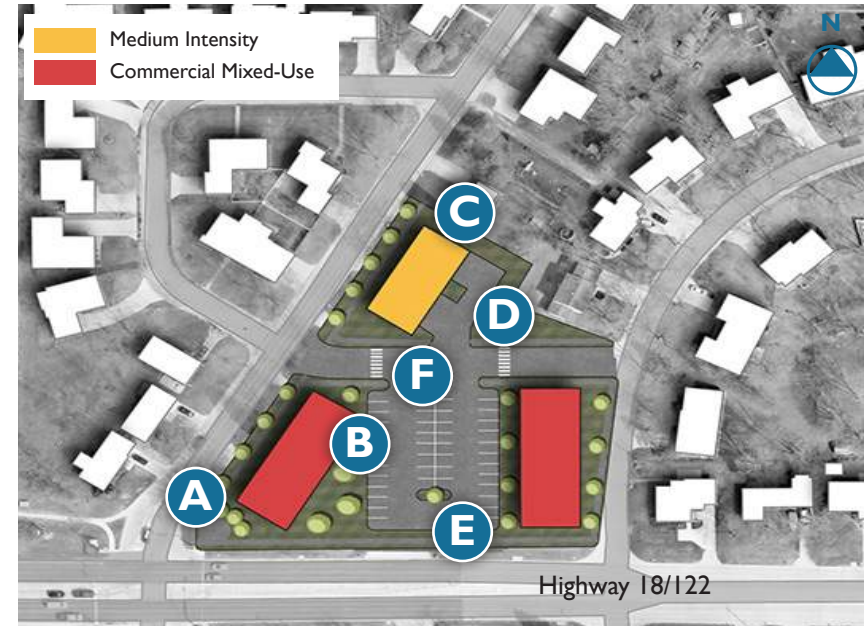 Medium Intensity
Commercial Mixed-Use
N
C
D
F
B
A
E
Highway 18/122